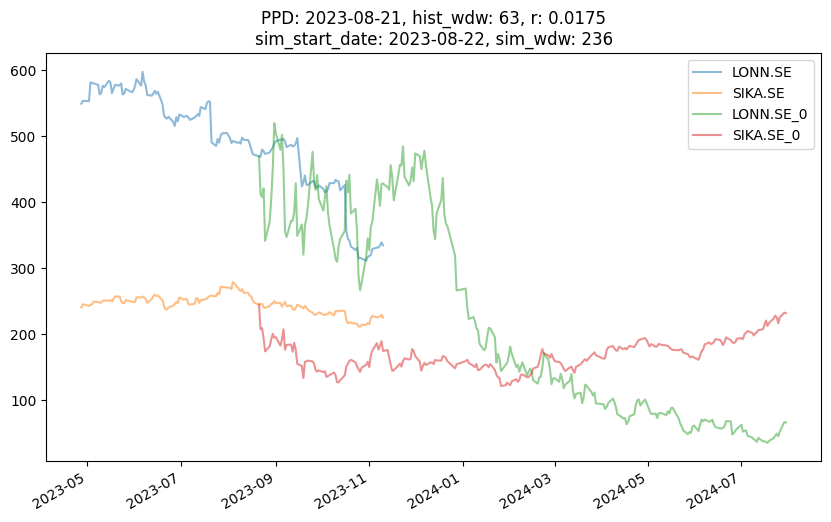 PPD: 2023-08-21, hist_wdw: 63, r: 0.0175
sim_start_date: 2023-08-22, sim_wdw: 236
LONN.SE
SIKA.SE
LONN.SE_0
SIKA.SE_0
600
500
400
300
200
100
2023-05
2023-07
2023-09
2023-11
2024-01
2024-03
2024-05
2024-07